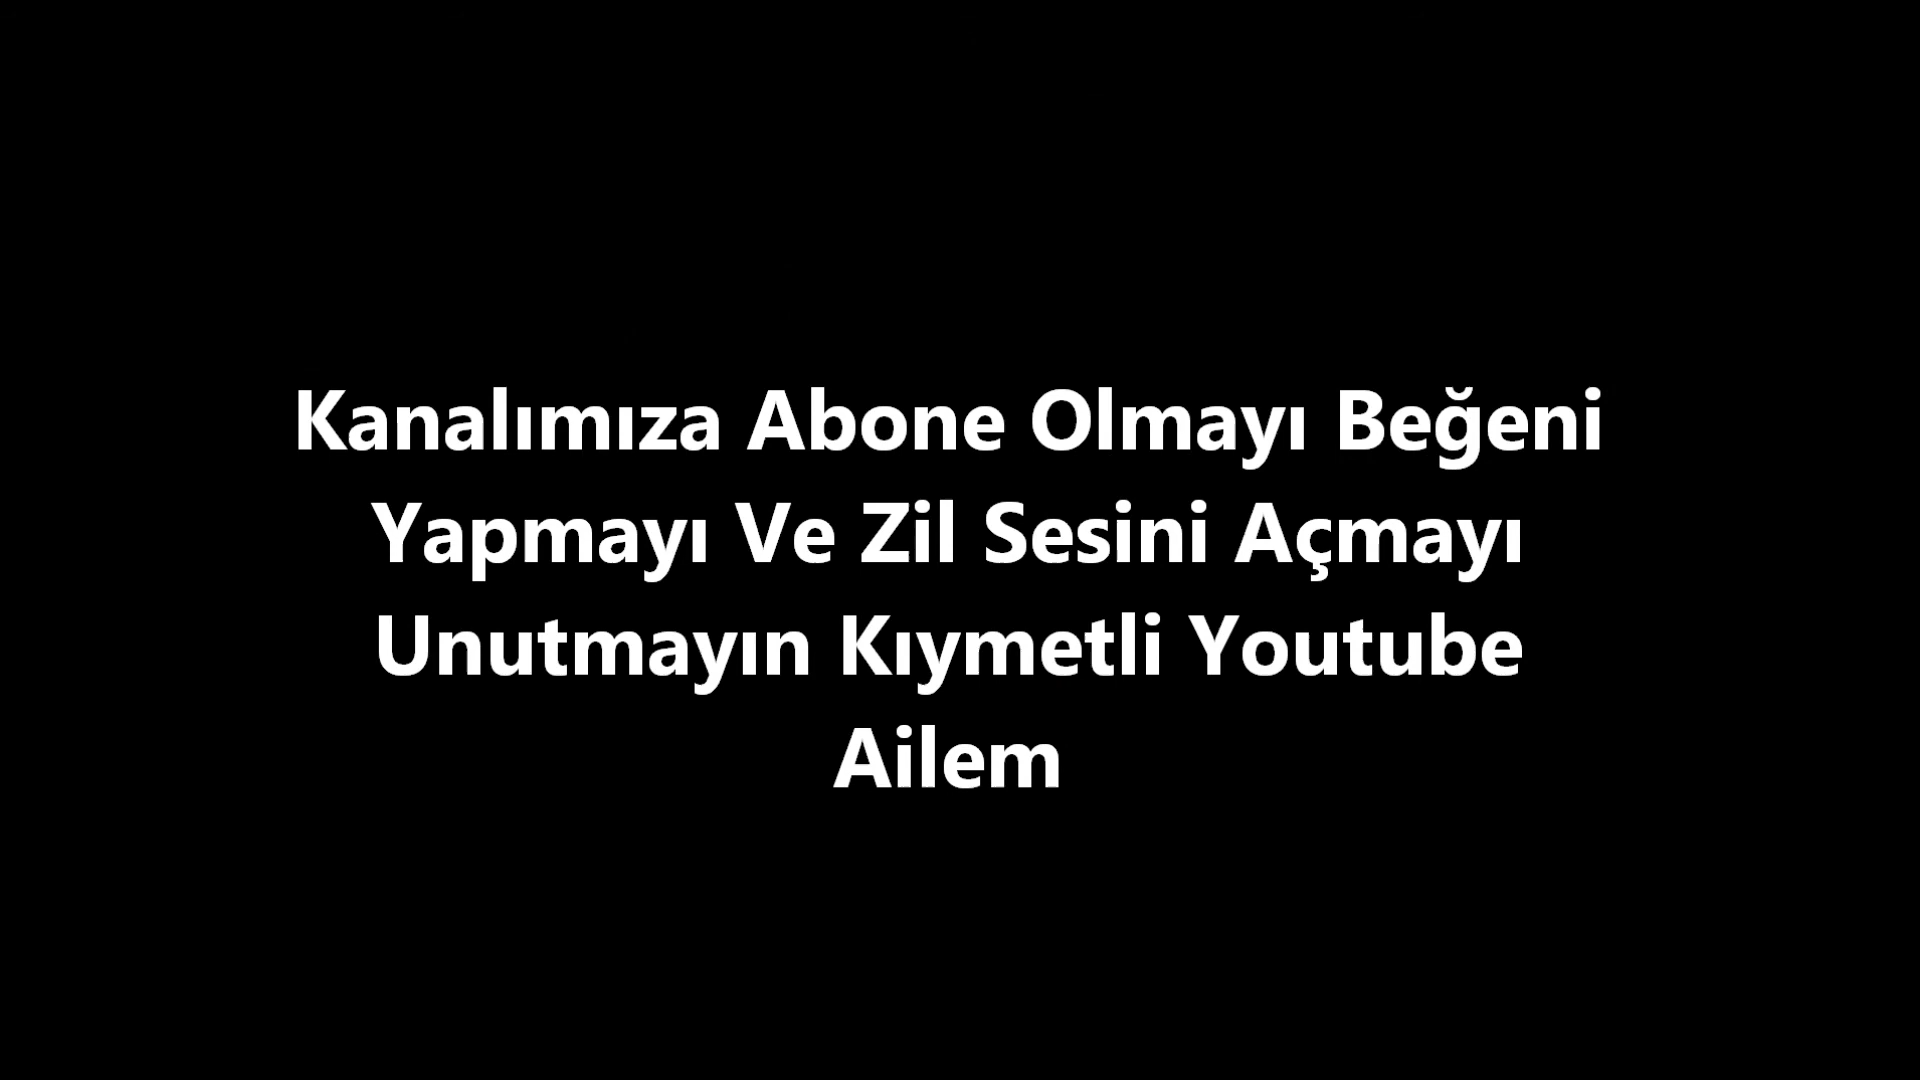 Kanalımıza Abone Olmayı Beğeni
Yapmayı Ve Zil Sesini Açmayı
Unutmayın Kıymetli Youtube
Ailem